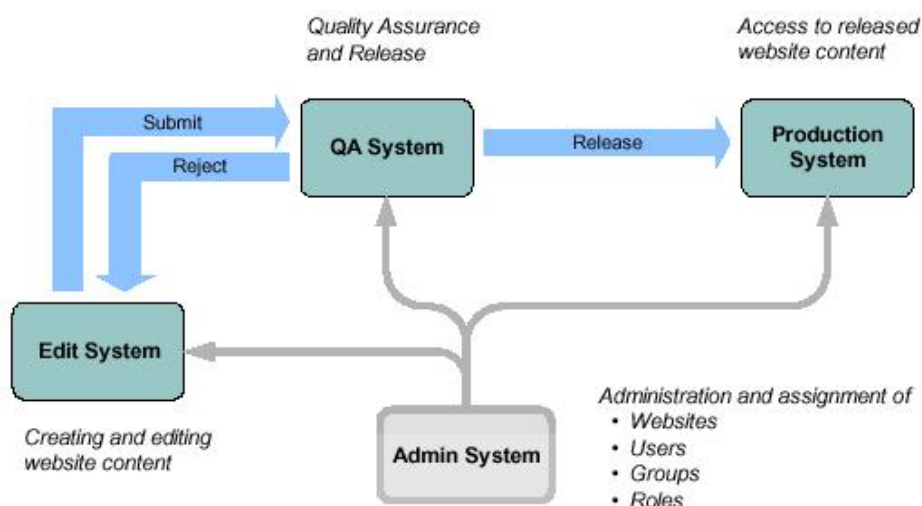 Quality Assurance
and Release
Access to released
website content
Submit
Reject
QA System
Release
Production
System
Edit System
Creating and editing
website content
Admin System
Administration and assignment of
• Websites
• Users
• Groups
• Roles